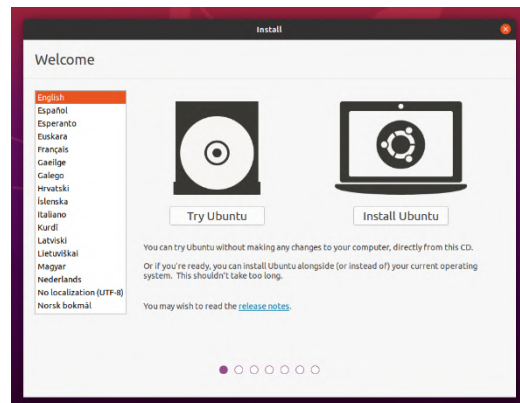 Install
Welcome
English
Español
Esperanto
Euskara
Français
Gaeilge
Galego
Hrvatski
Íslenska
Italiano
Kurdî
Latviski
Lietuviškai
Magyar
Nederlands
No localization (UTF-8)
Norsk bokmål
Try Ubuntu
Install Ubuntu
You can try Ubuntu without making any changes to your computer, directly from this CD.
Or if you're ready, you can install Ubuntu alongside (or instead of) your current operating
system. This shouldn't take too long.
You may wish to read the release notes.